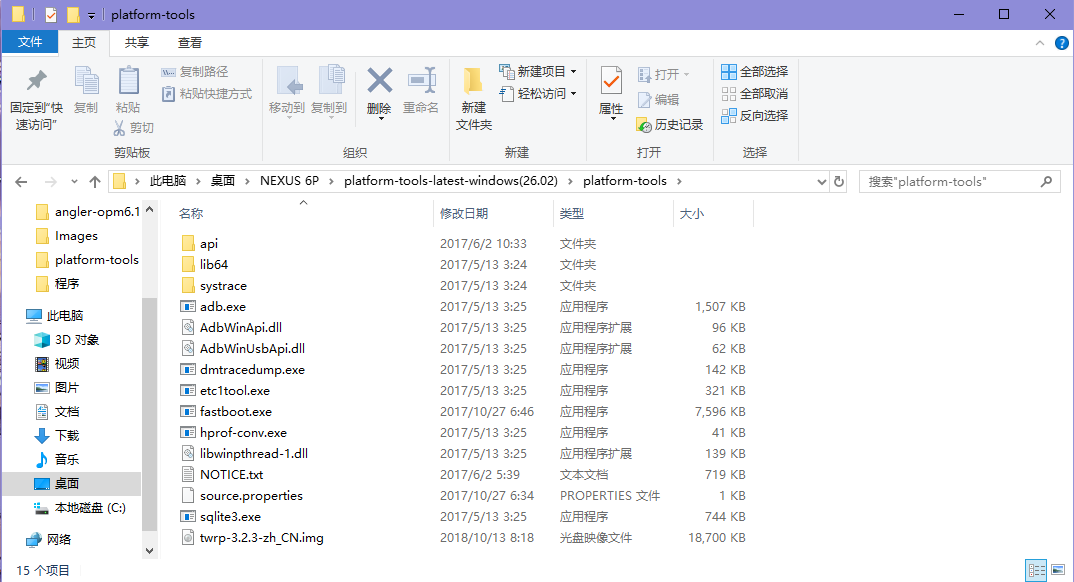 platform-tools
文件 主页 共享 查看
固定到"快速访问"
复制
粘贴
复制路径
粘贴快捷方式
剪切
剪贴板
移动到
复制到
删除
重命名
组织
新建文件夹
新建项目
轻松访问
新建
属性
打开
编辑
历史记录
打开
全部选择
全部取消
反向选择
选择
此电脑 桌面 NEXUS 6P platform-tools-latest-windows(26.02) platform-tools
搜索"platform-tools"
angler-opm6.1
Images
platform-tools
程序
此电脑
3D 对象
视频
图片
文档
下载
音乐
桌面
本地磁盘 (C:)
网络
名称 修改日期 类型 大小
api 2017/6/2 10:33 文件夹
lib64 2017/5/13 3:24 文件夹
systrace 2017/5/13 3:24 文件夹
adb.exe 2017/5/13 3:25 应用程序 1,507 KB
AdbWinApi.dll 2017/5/13 3:25 应用程序扩展 96 KB
AdbWinUsbApi.dll 2017/5/13 3:25 应用程序扩展 62 KB
dmtracedump.exe 2017/5/13 3:25 应用程序 142 KB
etc1tool.exe 2017/5/13 3:25 应用程序 321 KB
fastboot.exe 2017/10/27 6:46 应用程序 7,596 KB
hprof-conv.exe 2017/5/13 3:25 应用程序 41 KB
libwinpthread-1.dll 2017/5/13 3:25 应用程序扩展 139 KB
NOTICE.txt 2017/6/2 5:39 文本文档 719 KB
source.properties 2017/10/27 6:34 PROPERTIES 文件 1 KB
sqlite3.exe 2017/5/13 3:25 应用程序 744 KB
twrp-3.2.3-zh_CN.img 2018/10/13 8:18 光盘映像文件 18,700 KB
15 个项目